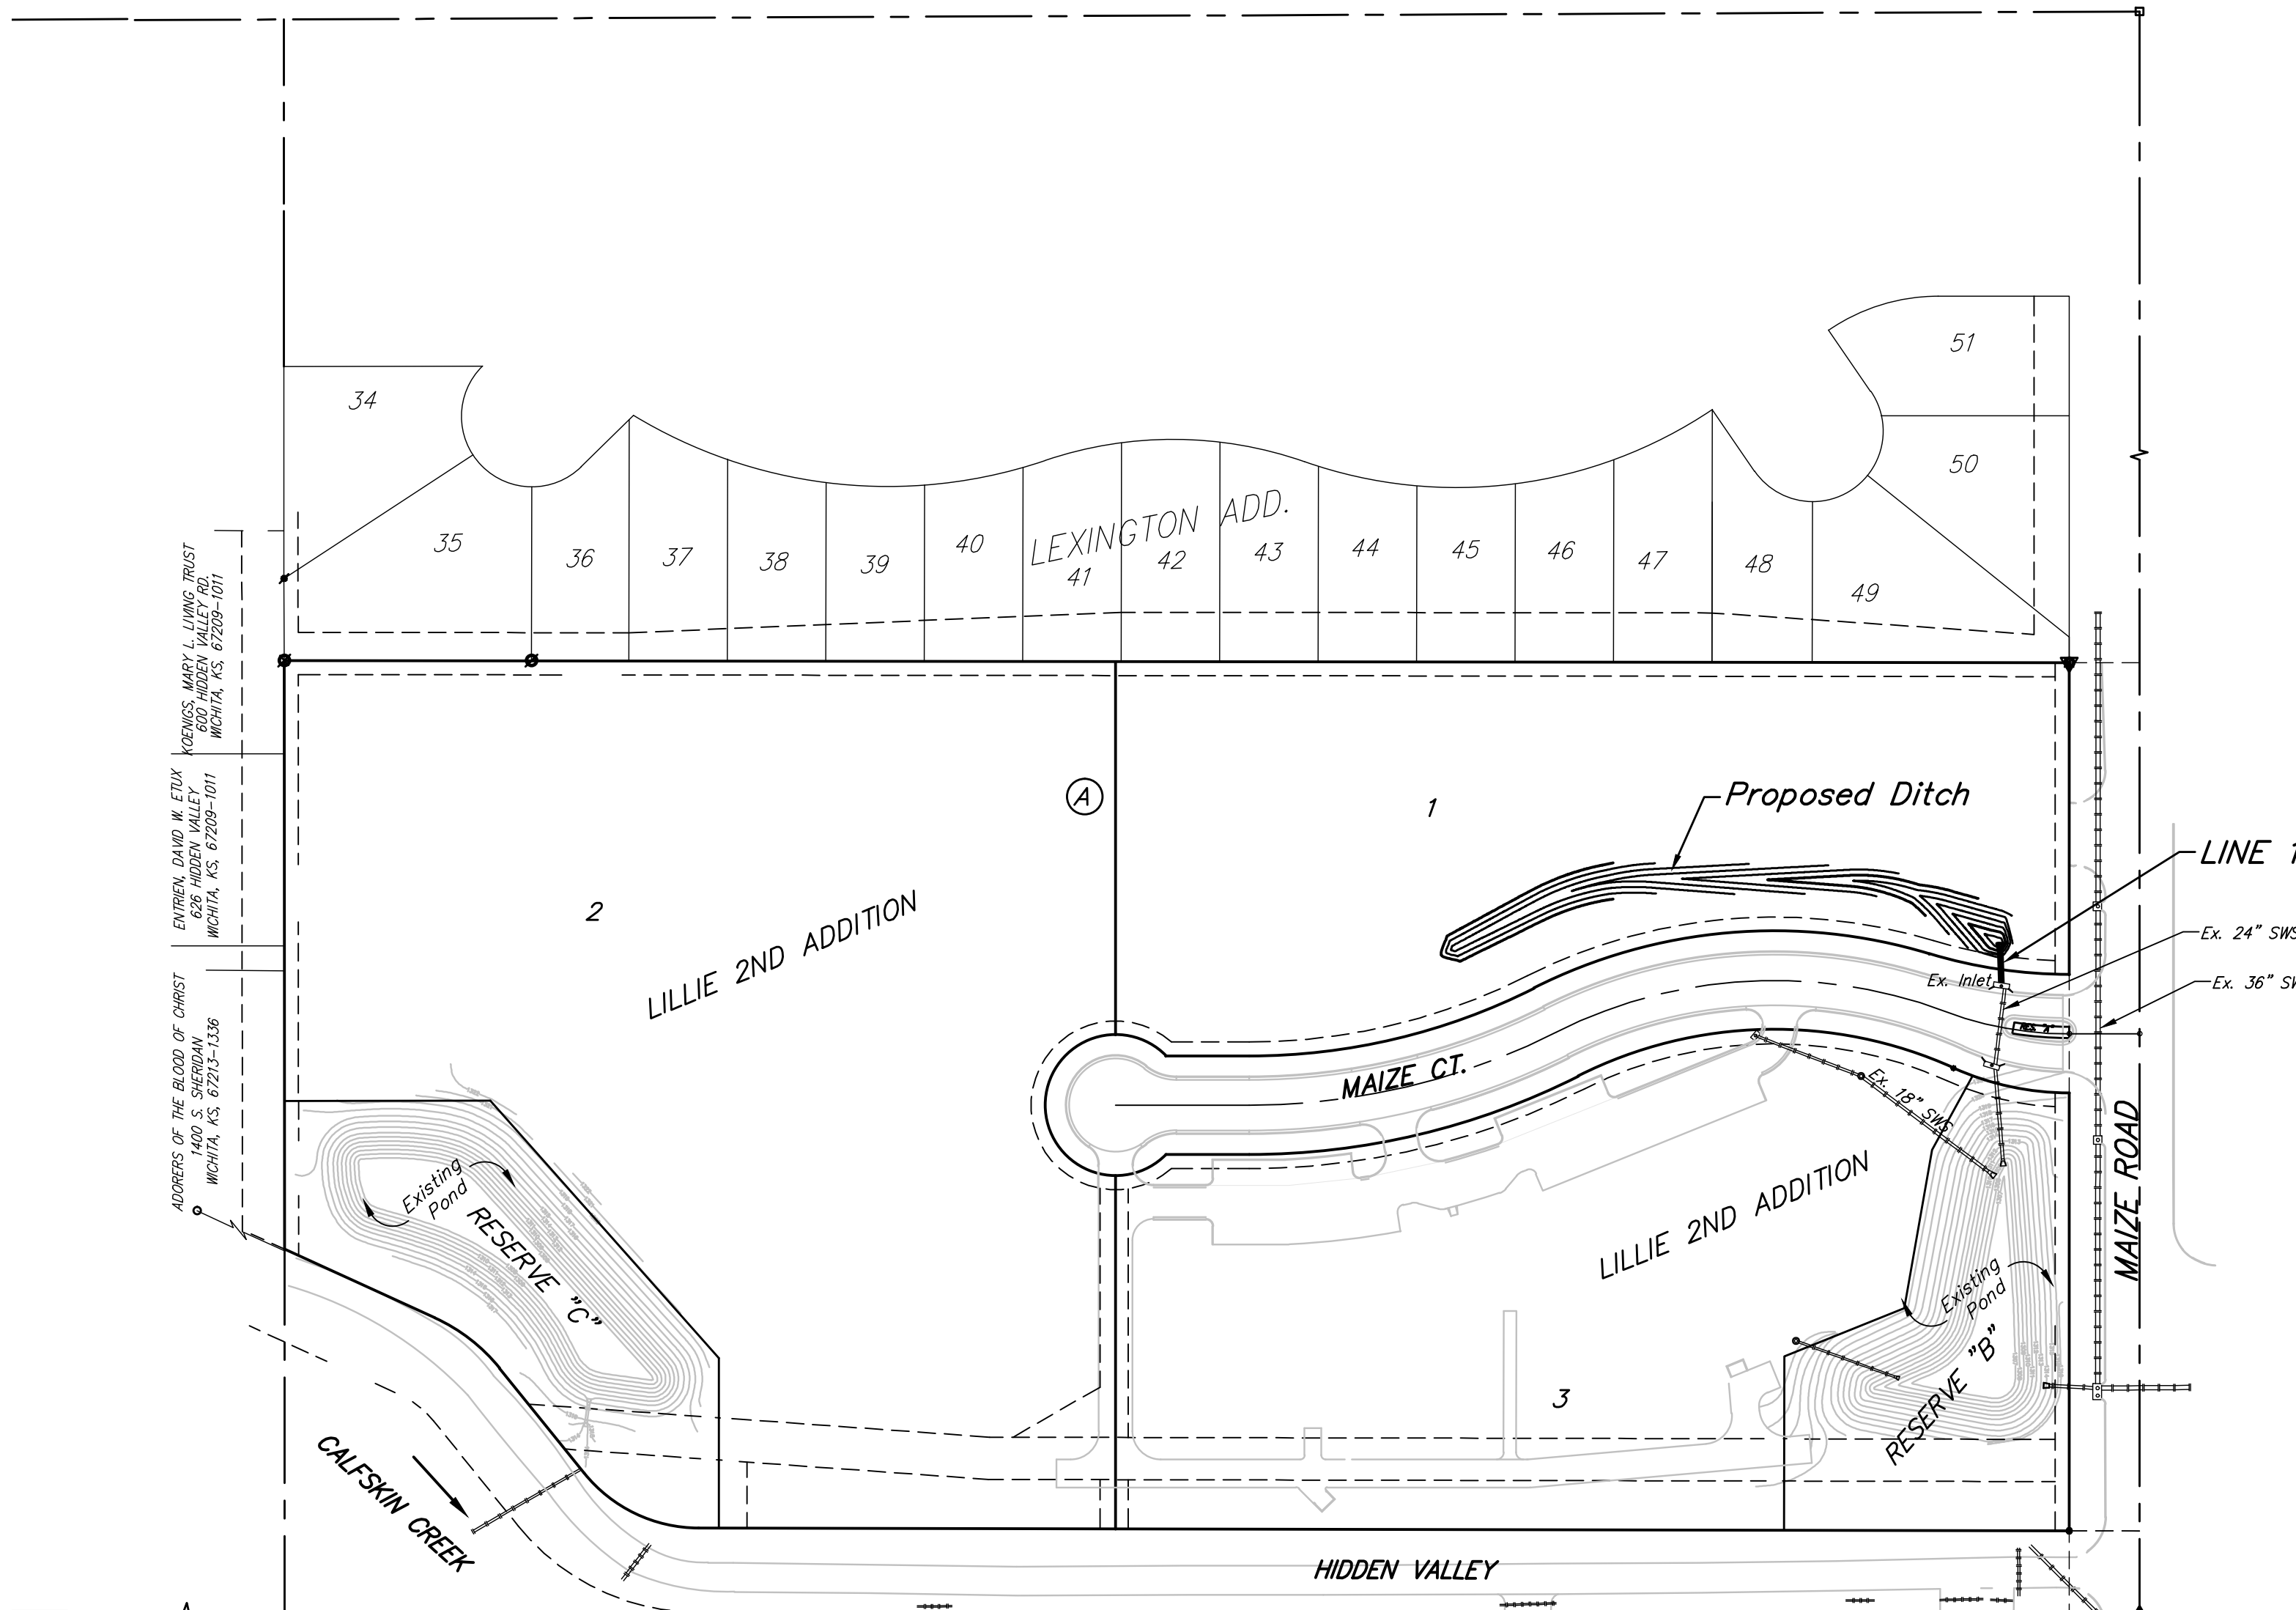 51
34
50
LEXINGTON ADD.
35
36
37
38
39
40
41
42
43
44
45
46
47
48
49
KOENIGS, MARY L. LIVING TRUST
600 HIDDEN VALLEY RD.
WICHITA, KS, 67209-1011
ENTRIEN, DAVID W. ETUX
626 HIDDEN VALLEY
WICHITA, KS, 67209-1011
ADORERS OF THE BLOOD OF CHRIST
1400 S. SHERIDAN
WICHITA, KS, 67213-1336
A
1
Proposed Ditch
LINE 1
2
LILLIE 2ND ADDITION
Ex. 24" SWS
Ex. Inlet
Ex. 36" SW
RES. "A"
MAIZE CT.
Ex. 18" SWS
MAIZE ROAD
Existing
Pond
RESERVE "C"
LILLIE 2ND ADDITION
Existing
Pond
RESERVE "B"
3
CALFSKIN CREEK
HIDDEN VALLEY